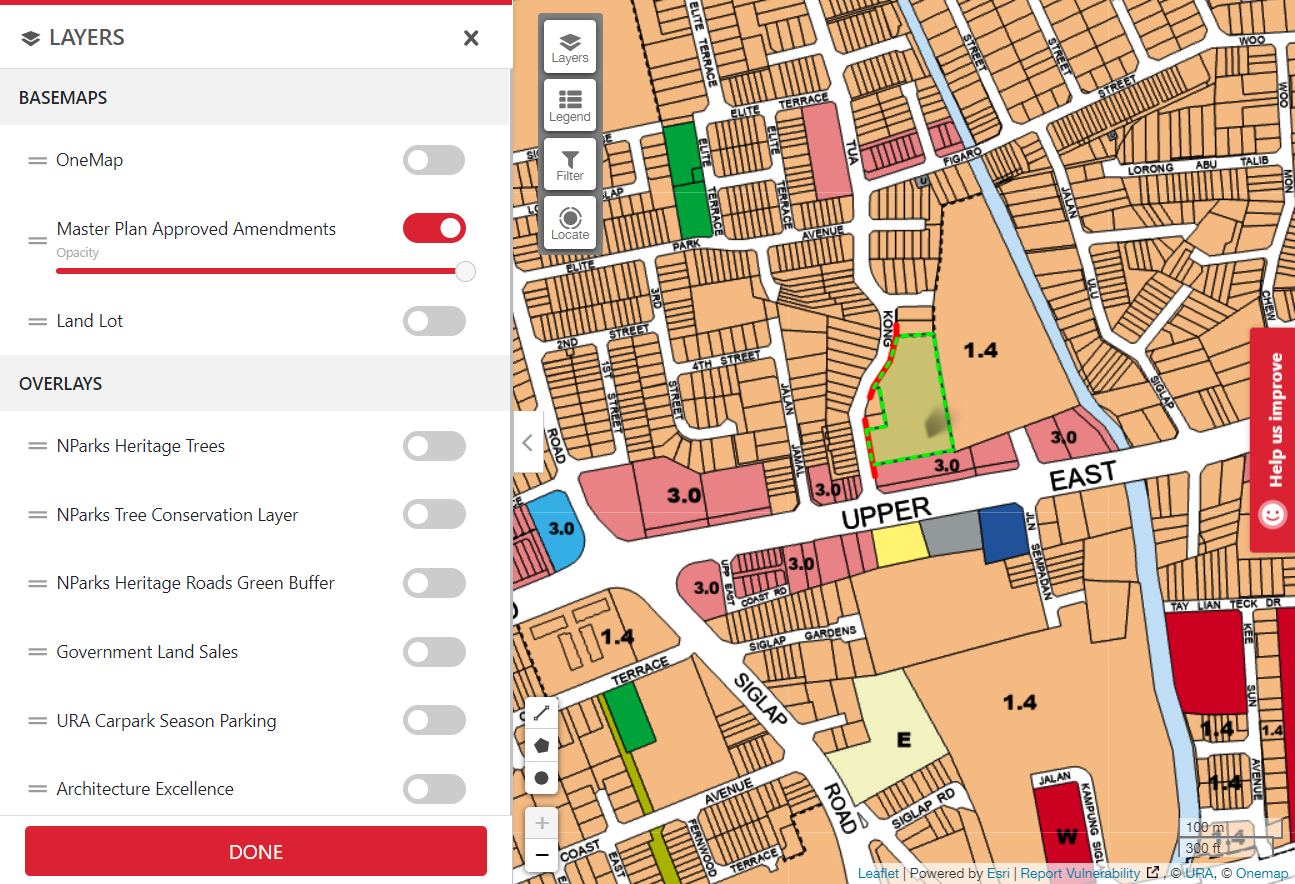 LAYERS
BASEMAPS
OneMap
Master Plan Approved Amendments
Opacity
Land Lot
OVERLAYS
NParks Heritage Trees
NParks Tree Conservation Layer
NParks Heritage Roads Green Buffer
Government Land Sales
URA Carpark Season Parking
Architecture Excellence
DONE
Layers
Legend
Filter
Locate
ELITE TERRACE
STREET
STREET
WOO
WOO
STREET
ELITE TERRACE
ELITE
TERRACE
ELITE
TERRACE
TUA
KONG
FIGARO
U
LORONG ABU TALIB
MON
JALAN
ULU
SIGLAP
CHEW
PARK
AVENUE
ELITE
3RD
STREET
2ND
STREET
1ST
STREET
4TH STREET
JALAN
JAMAL
ROAD
1.4
3.0
3.0
3.0
3.0
3.0
UPPER
EAST
3.0
3.0
UPP EAST
COAST RD
JLN
SEMPADAN
TAY LIAN TECK DR
KEE
SUN
AVENUE
1.4
SIGLAP GARDENS
TERRACE
SIGLAP
ROAD
1.4
E
1.4
1.4
1.4
1.4
AVENUE
SIGLAP RD
JALAN
KAMPUNG SIGLAP
W
COAST
EAST
FERNWOOD
TERRACE
Help us improve
100 m
300 ft
Leaflet | Powered by Esri | Report Vulnerability , © URA, © Onemap